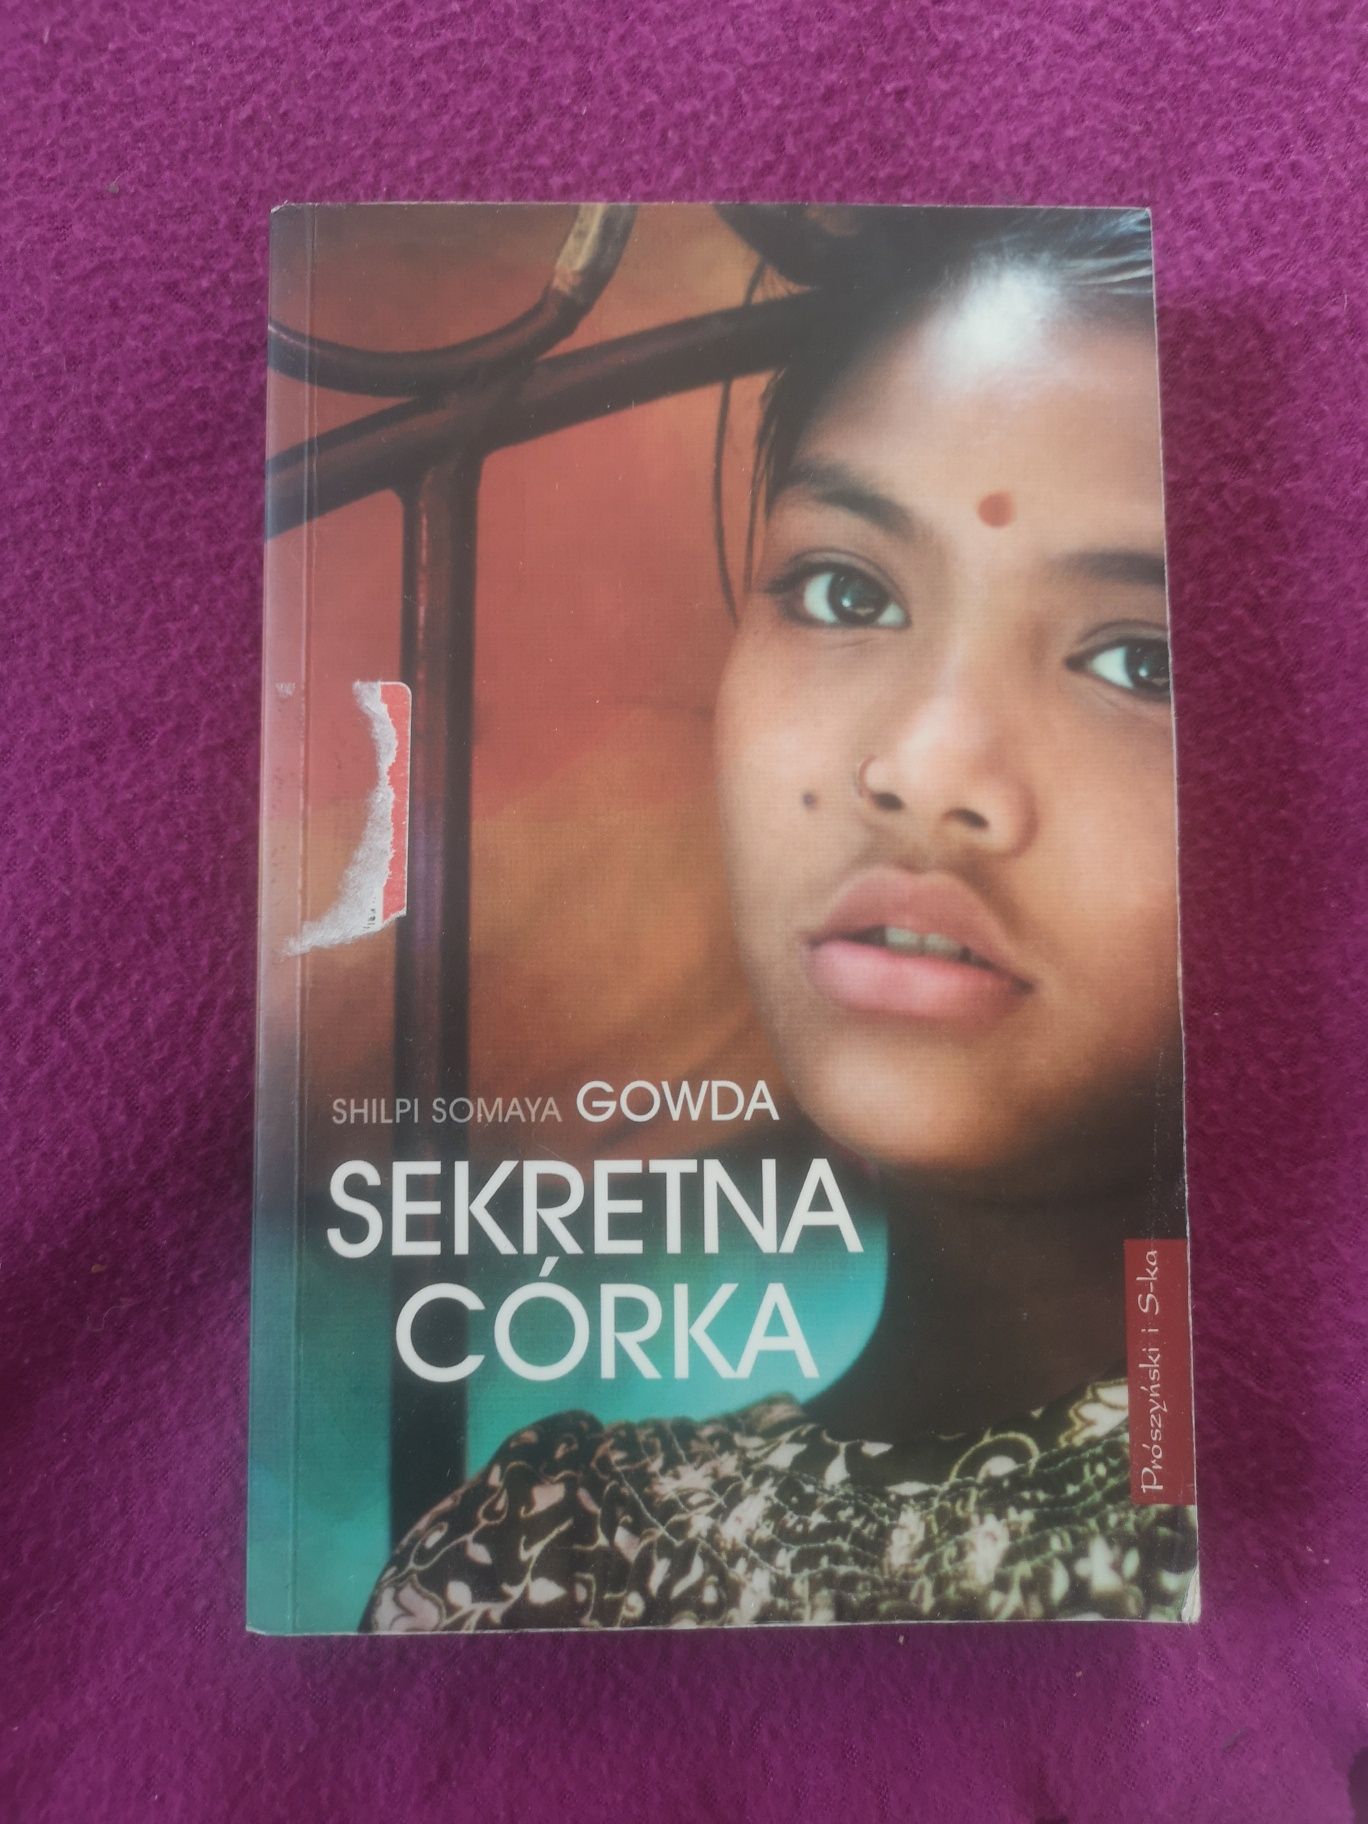 SHILPI SOMAYA GOWDA
SEKRETNA
CÓRKA
Prószyński i S-ka